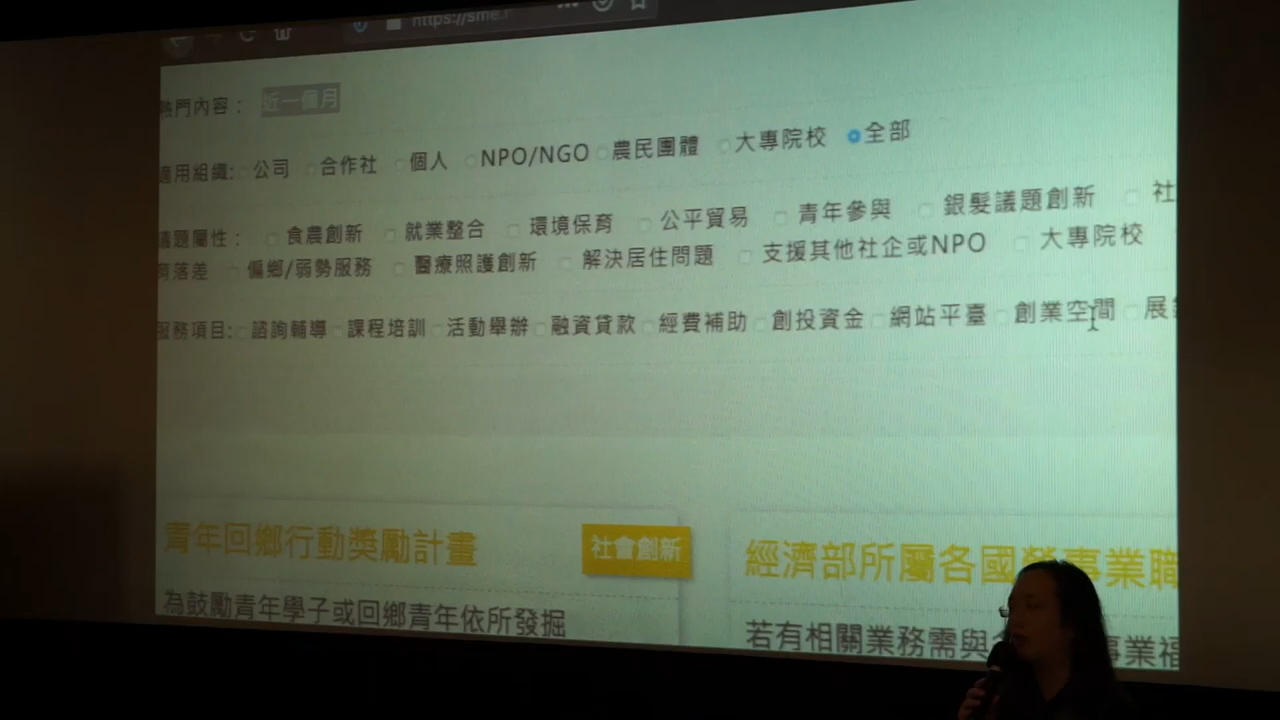 https://sme.
熱門內容： 近一個月
適用組織: 公司 合作社 個人 NPO/NGO 農民團體 大專院校 全部
議題屬性： 食農創新 就業整合 環境保育 公平貿易 青年參與 銀髮議題創新 社
育落差 偏鄉/弱勢服務 醫療照護創新 解決居住問題 支援其他社企或NPO 大專院校
服務項目: 諮詢輔導 課程培訓 活動舉辦 融資貸款 經費補助 創投資金 網站平臺 創業空間 展
青年回鄉行動獎勵計畫 社會創新
經濟部所屬各國營事業職
為鼓勵青年學子或回鄉青年依所發掘
若有相關業務需與 事業福